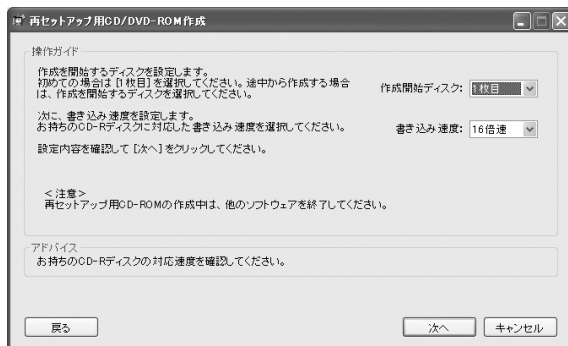 再セットアップ用CD/DVD-ROM作成
操作ガイド
作成を開始するディスクを設定します。
初めての場合は [1枚目] を選択してください。途中から作成する場合
は、作成を開始するディスクを選択してください。
作成開始ディスク: 1枚目
次に、書き込み速度を設定します。
お持ちのCD-Rディスクに対応した書き込み速度を選択してください。
書き込み速度: 16倍速
設定内容を確認して [次へ] をクリックしてください。
<注意>
再セットアップ用CD-ROMの作成中は、他のソフトウェアを終了してください。
アドバイス
お持ちのCD-Rディスクの対応速度を確認してください。
戻る
次へ
キャンセル